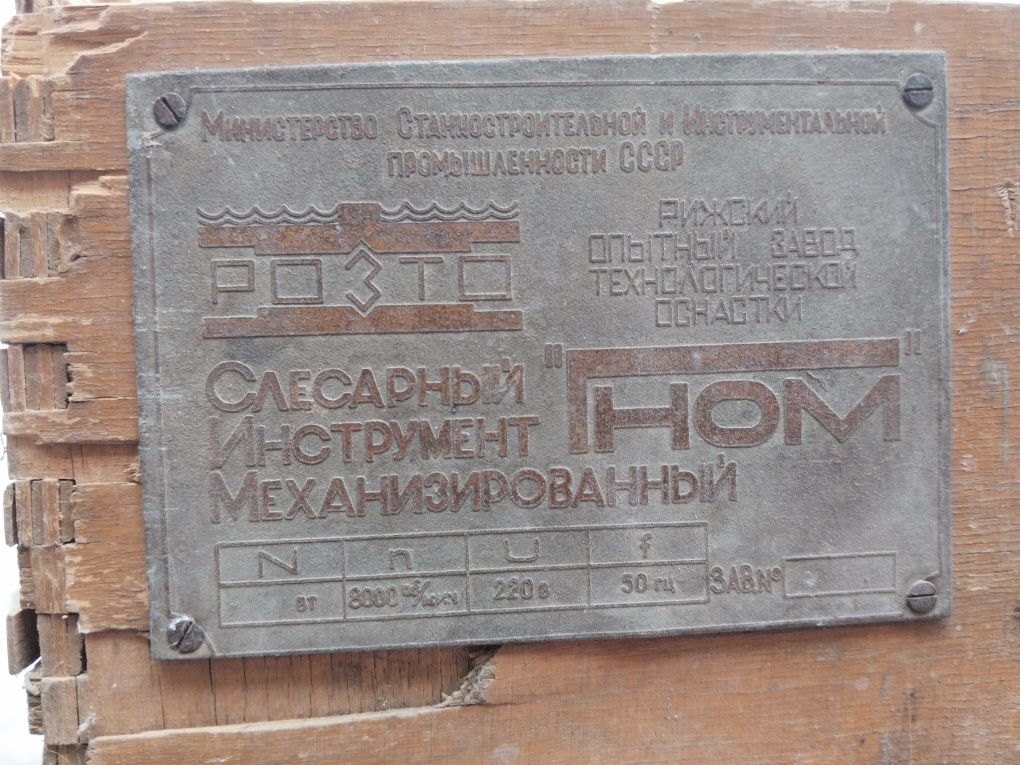 Министерство Станкостроительной и Инструментальной
промышленности СССР
РОЗТО
РИЖСКИЙ
ОПЫТНЫЙ ЗАВОД
ТЕХНОЛОГИЧЕСКОЙ
ОСНАСТКИ
Слесарный
Инструмент
Механизированный
"ГНОМ"
N n U f
вт 8000 об/мин 220 в 50 гц
ЗАВ.№